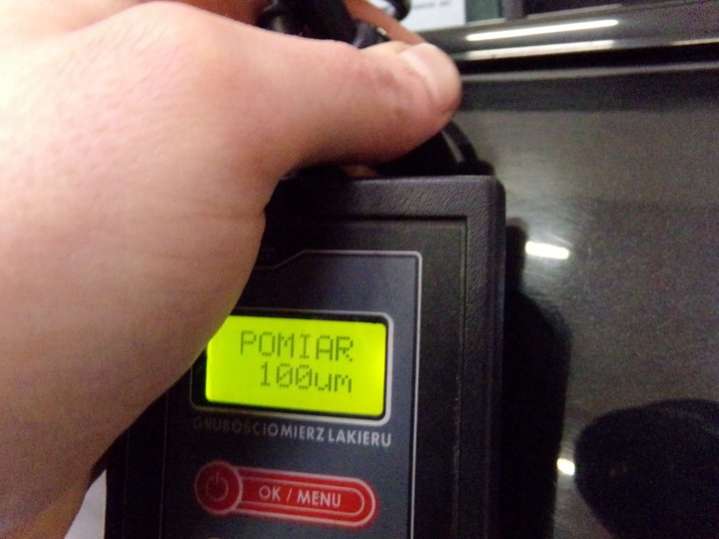 POMIAR
100um
GRUBOŚCIOMIERZ LAKIERU
OK / MENU